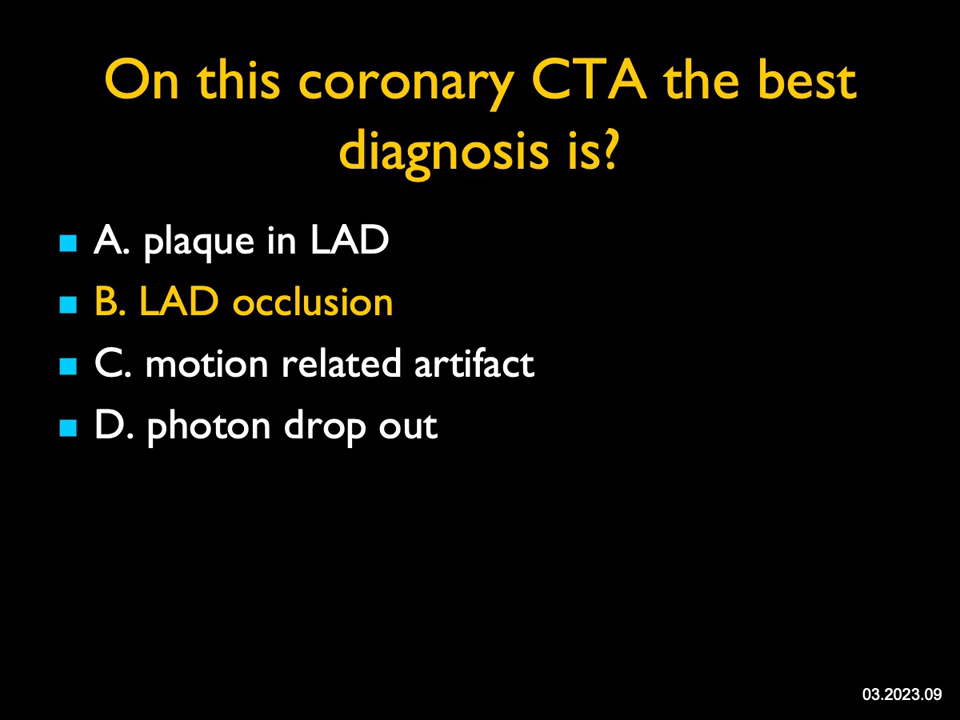 On this coronary CTA the best
diagnosis is?
A. plaque in LAD
B. LAD occlusion
C. motion related artifact
D. photon drop out
03.2023.09